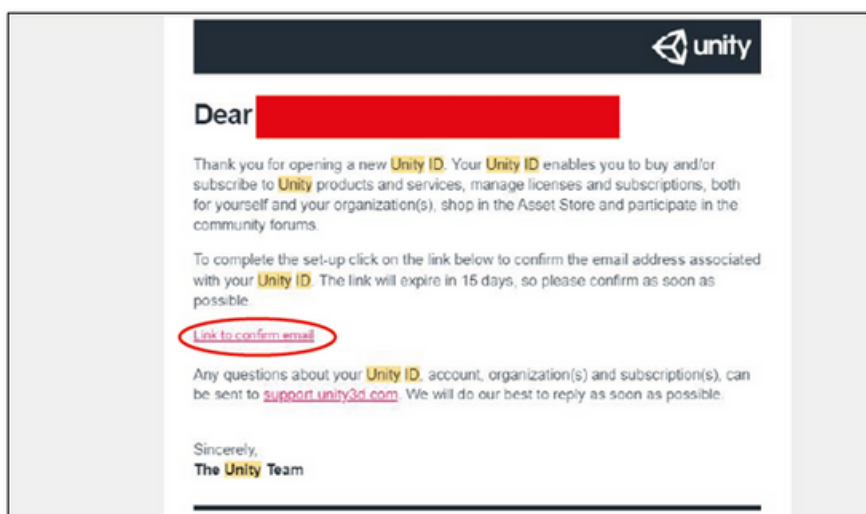 unity
Dear
Thank you for opening a new Unity ID. Your Unity ID enables you to buy and/or
subscribe to Unity products and services, manage licenses and subscriptions, both
for yourself and your organization(s), shop in the Asset Store and participate in the
community forums.
To complete the set-up click on the link below to confirm the email address associated
with your Unity ID. The link will expire in 15 days, so please confirm as soon as
possible.
Link to confirm email
Any questions about your Unity ID, account, organization(s) and subscription(s), can
be sent to support.unity3d.com. We will do our best to reply as soon as possible.
Sincerely,
The Unity Team